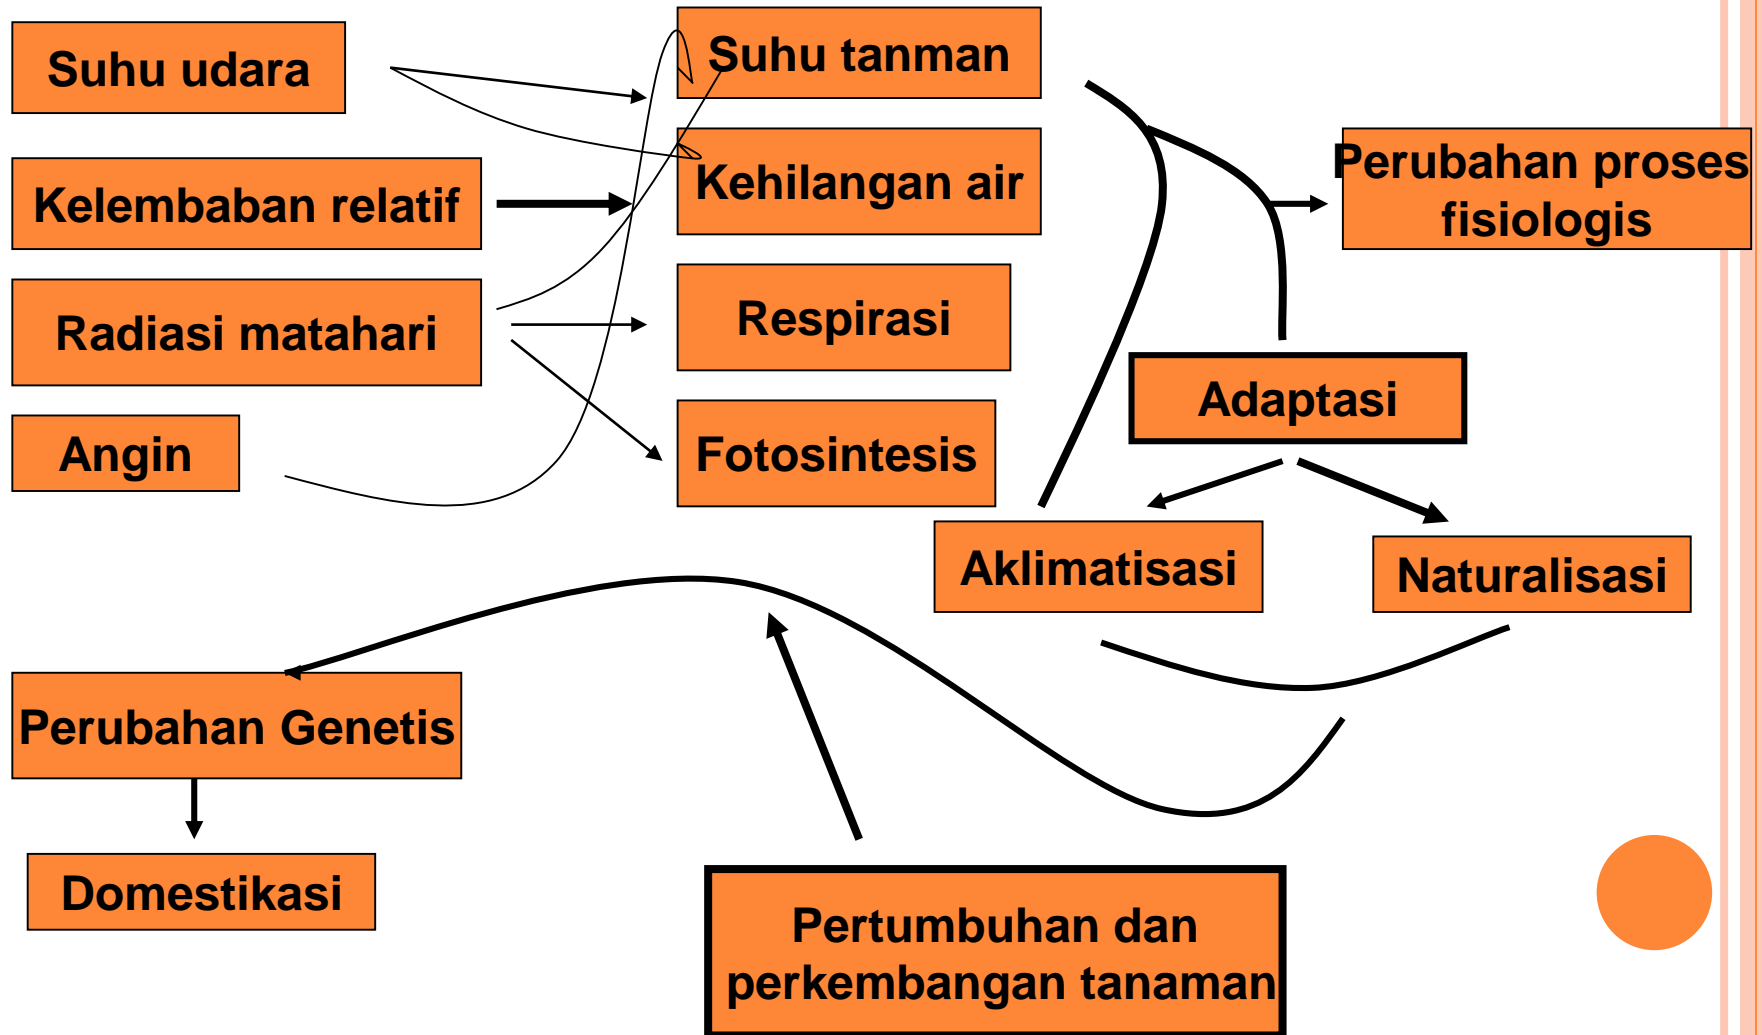 Suhu udara
Kelembaban relatif
Radiasi matahari
Angin
Suhu tanman
Kehilangan air
Respirasi
Fotosintesis
Perubahan proses
fisiologis
Adaptasi
Aklimatisasi
Naturalisasi
Perubahan Genetis
Domestikasi
Pertumbuhan dan
perkembangan tanaman